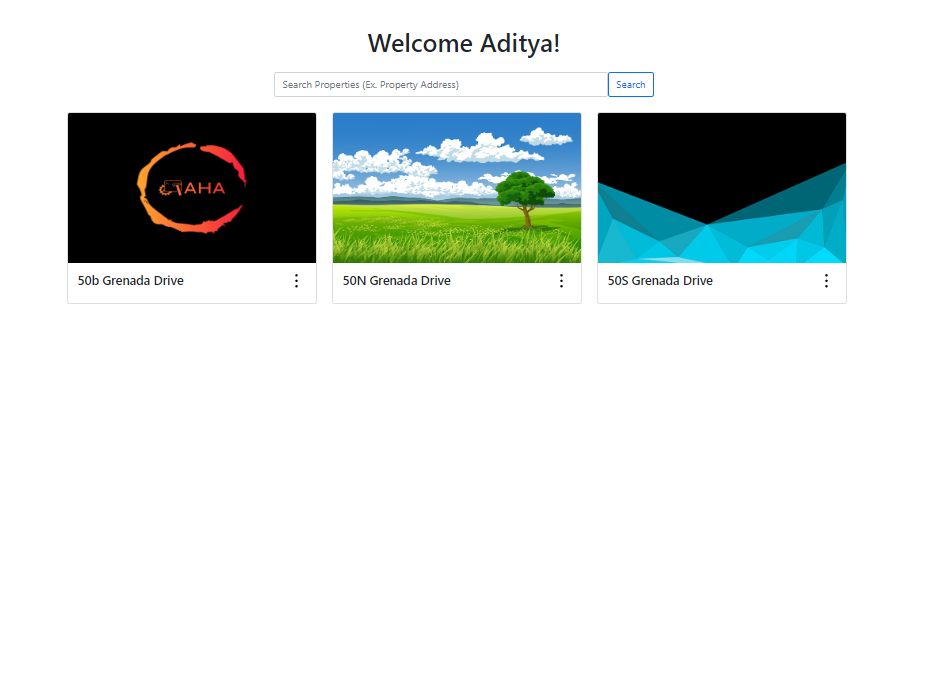 Welcome Aditya!
Search Properties (Ex. Property Address)
Search
AHA
50b Grenada Drive
50N Grenada Drive
50S Grenada Drive